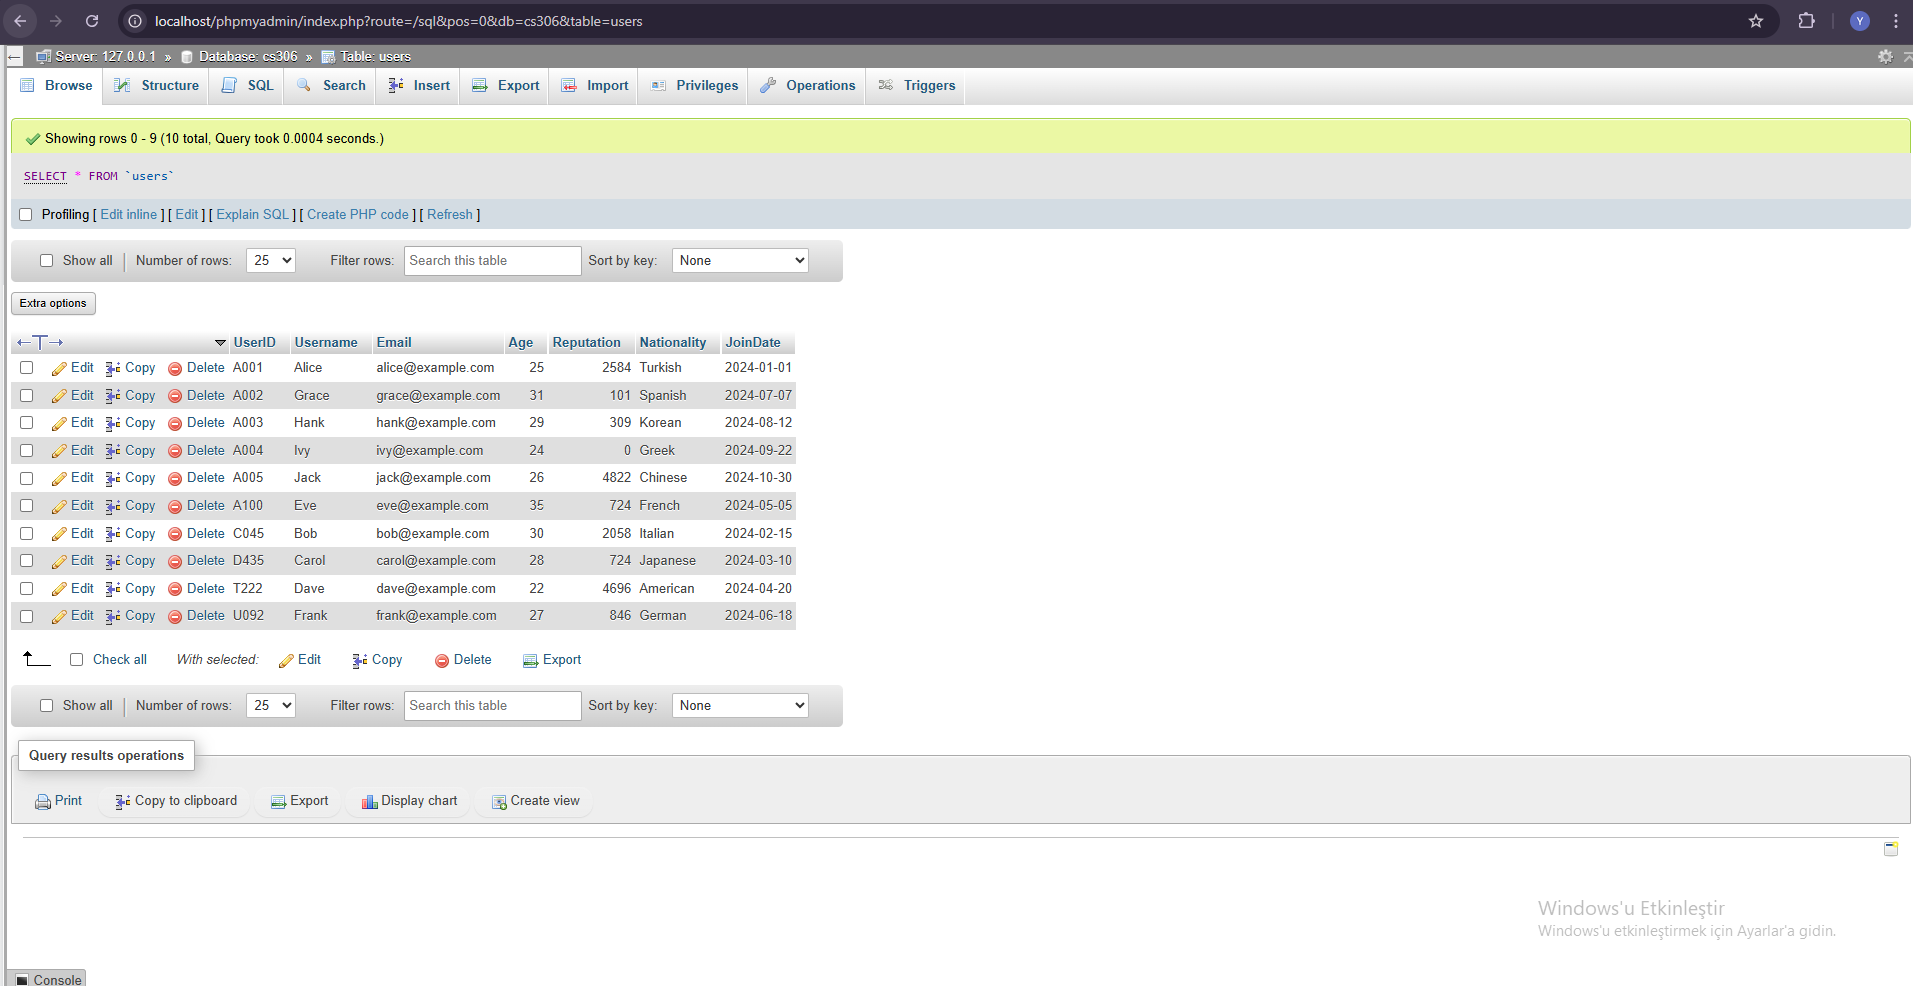 localhost/phpmyadmin/index.php?route=/sql&pos=0&db=cs306&table=users
Y
Server: 127.0.0.1 » Database: cs306 » Table: users
Browse Structure SQL Search Insert Export Import Privileges Operations Triggers
Showing rows 0 - 9 (10 total, Query took 0.0004 seconds.)
SELECT * FROM `users`
Profiling [ Edit inline ] [ Edit ] [ Explain SQL ] [ Create PHP code ] [ Refresh ]
Show all Number of rows: 25 Filter rows: Search this table Sort by key: None
Extra options
UserID Username Email Age Reputation Nationality JoinDate
Edit Copy Delete A001 Alice alice@example.com 25 2584 Turkish 2024-01-01
Edit Copy Delete A002 Grace grace@example.com 31 101 Spanish 2024-07-07
Edit Copy Delete A003 Hank hank@example.com 29 309 Korean 2024-08-12
Edit Copy Delete A004 Ivy ivy@example.com 24 0 Greek 2024-09-22
Edit Copy Delete A005 Jack jack@example.com 26 4822 Chinese 2024-10-30
Edit Copy Delete A100 Eve eve@example.com 35 724 French 2024-05-05
Edit Copy Delete C045 Bob bob@example.com 30 2058 Italian 2024-02-15
Edit Copy Delete D435 Carol carol@example.com 28 724 Japanese 2024-03-10
Edit Copy Delete T222 Dave dave@example.com 22 4696 American 2024-04-20
Edit Copy Delete U092 Frank frank@example.com 27 846 German 2024-06-18
Check all With selected: Edit Copy Delete Export
Show all Number of rows: 25 Filter rows: Search this table Sort by key: None
Query results operations
Print Copy to clipboard Export Display chart Create view
Windows'u Etkinleştir
Windows'u etkinleştirmek için Ayarlar'a gidin.
Console